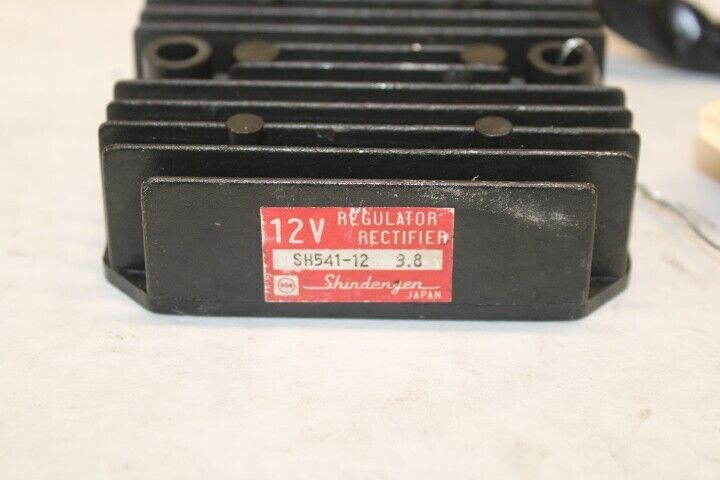 12V REGULATOR
RECTIFIER
SH541-12 3.8
Shindengen
JAPAN